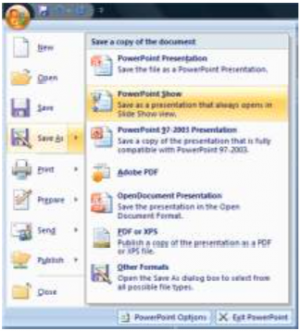 Save a copy of the document
New
Open
Save
Save As
Print
Prepare
Send
Publish
Close
PowerPoint Presentation
Save the file as a PowerPoint Presentation.
PowerPoint Show
Save as a presentation that always opens in
Slide Show view.
PowerPoint 97-2003 Presentation
Save a copy of the presentation that is fully
compatible with PowerPoint 97-2003.
Adobe PDF
OpenDocument Presentation
Save the presentation in the Open
Document Format.
PDF or XPS
Publish a copy of the presentation as a PDF
or XPS file.
Other Formats
Open the Save As dialog box to select from
all possible file types.
PowerPoint Options
Exit PowerPoint